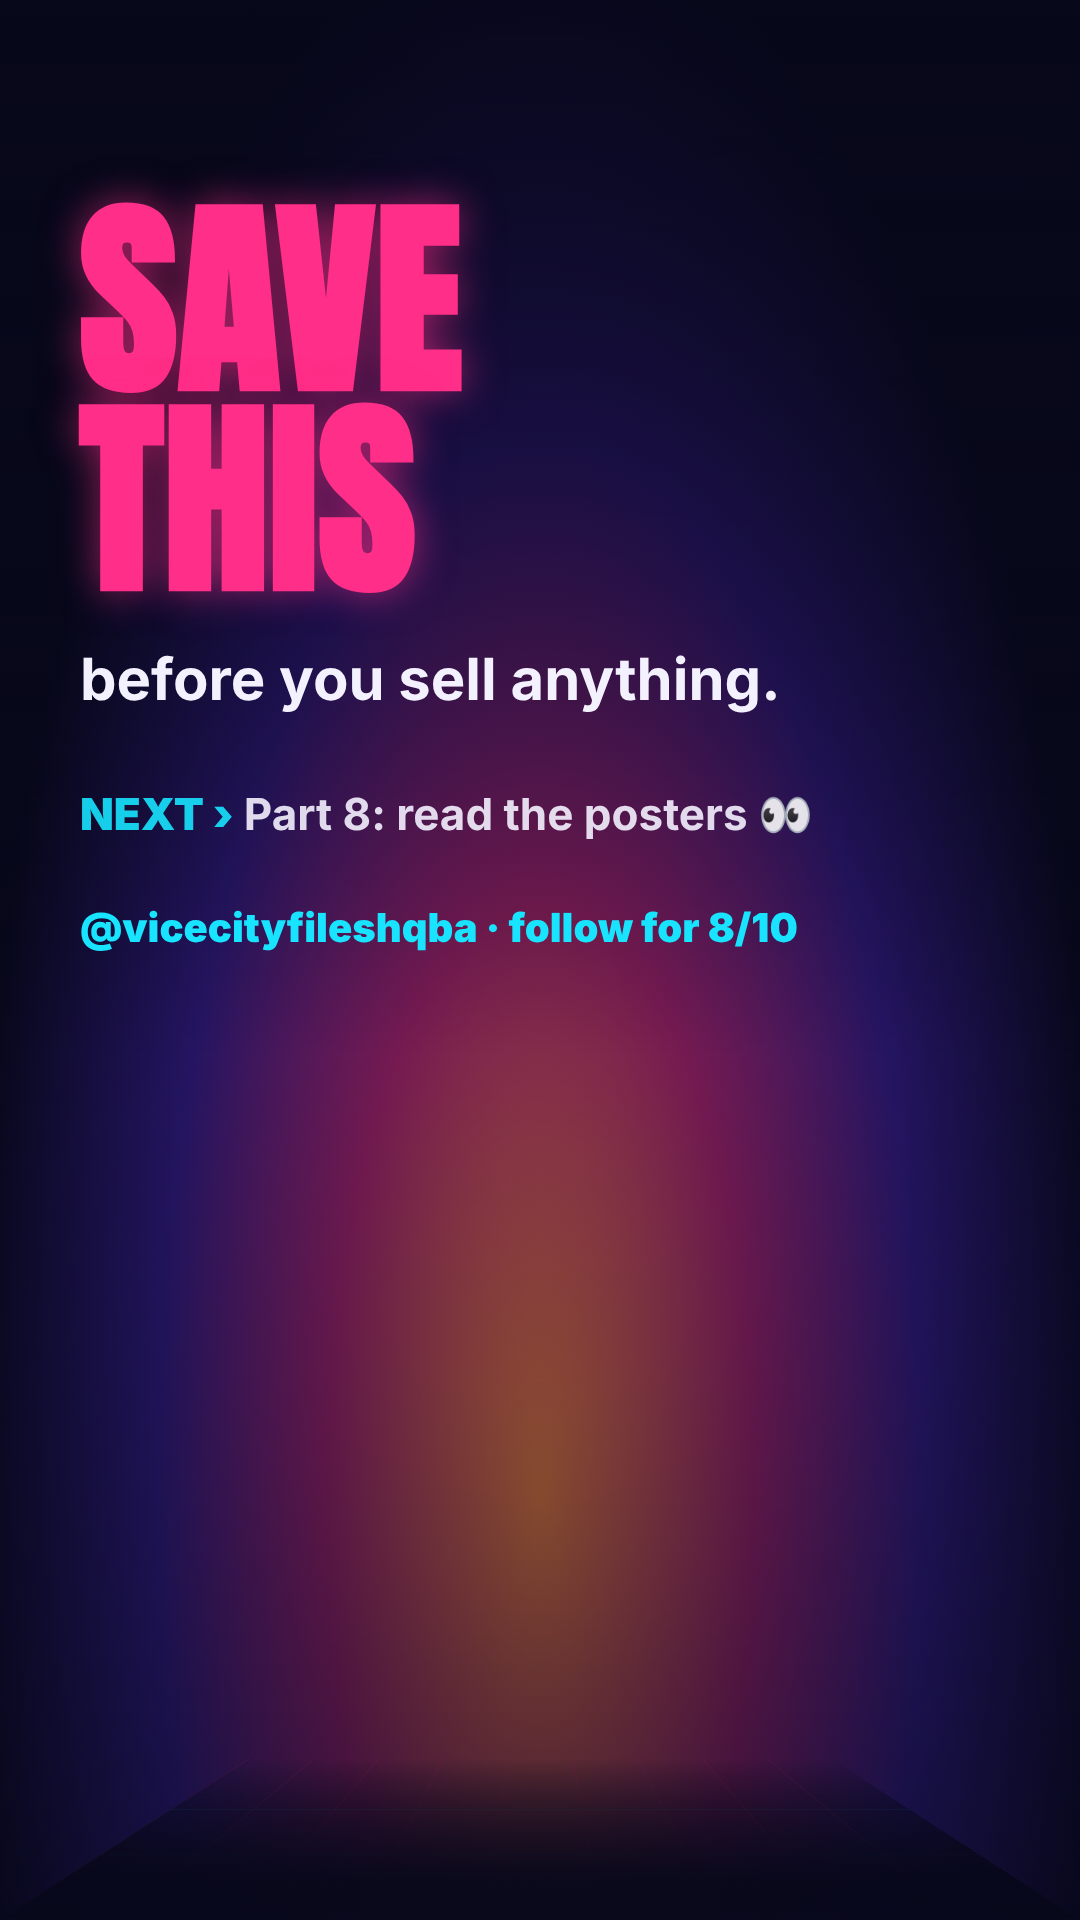 SAVE
THIS
before you sell anything.
NEXT › Part 8: read the posters 👀
@vicecityfileshqba · follow for 8/10